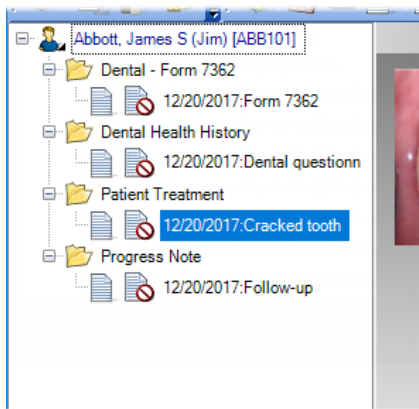 Abbott, James S (Jim) [ABB101]
Dental - Form 7362
12/20/2017:Form 7362
Dental Health History
12/20/2017:Dental questionn
Patient Treatment
12/20/2017:Cracked tooth
Progress Note
12/20/2017:Follow-up